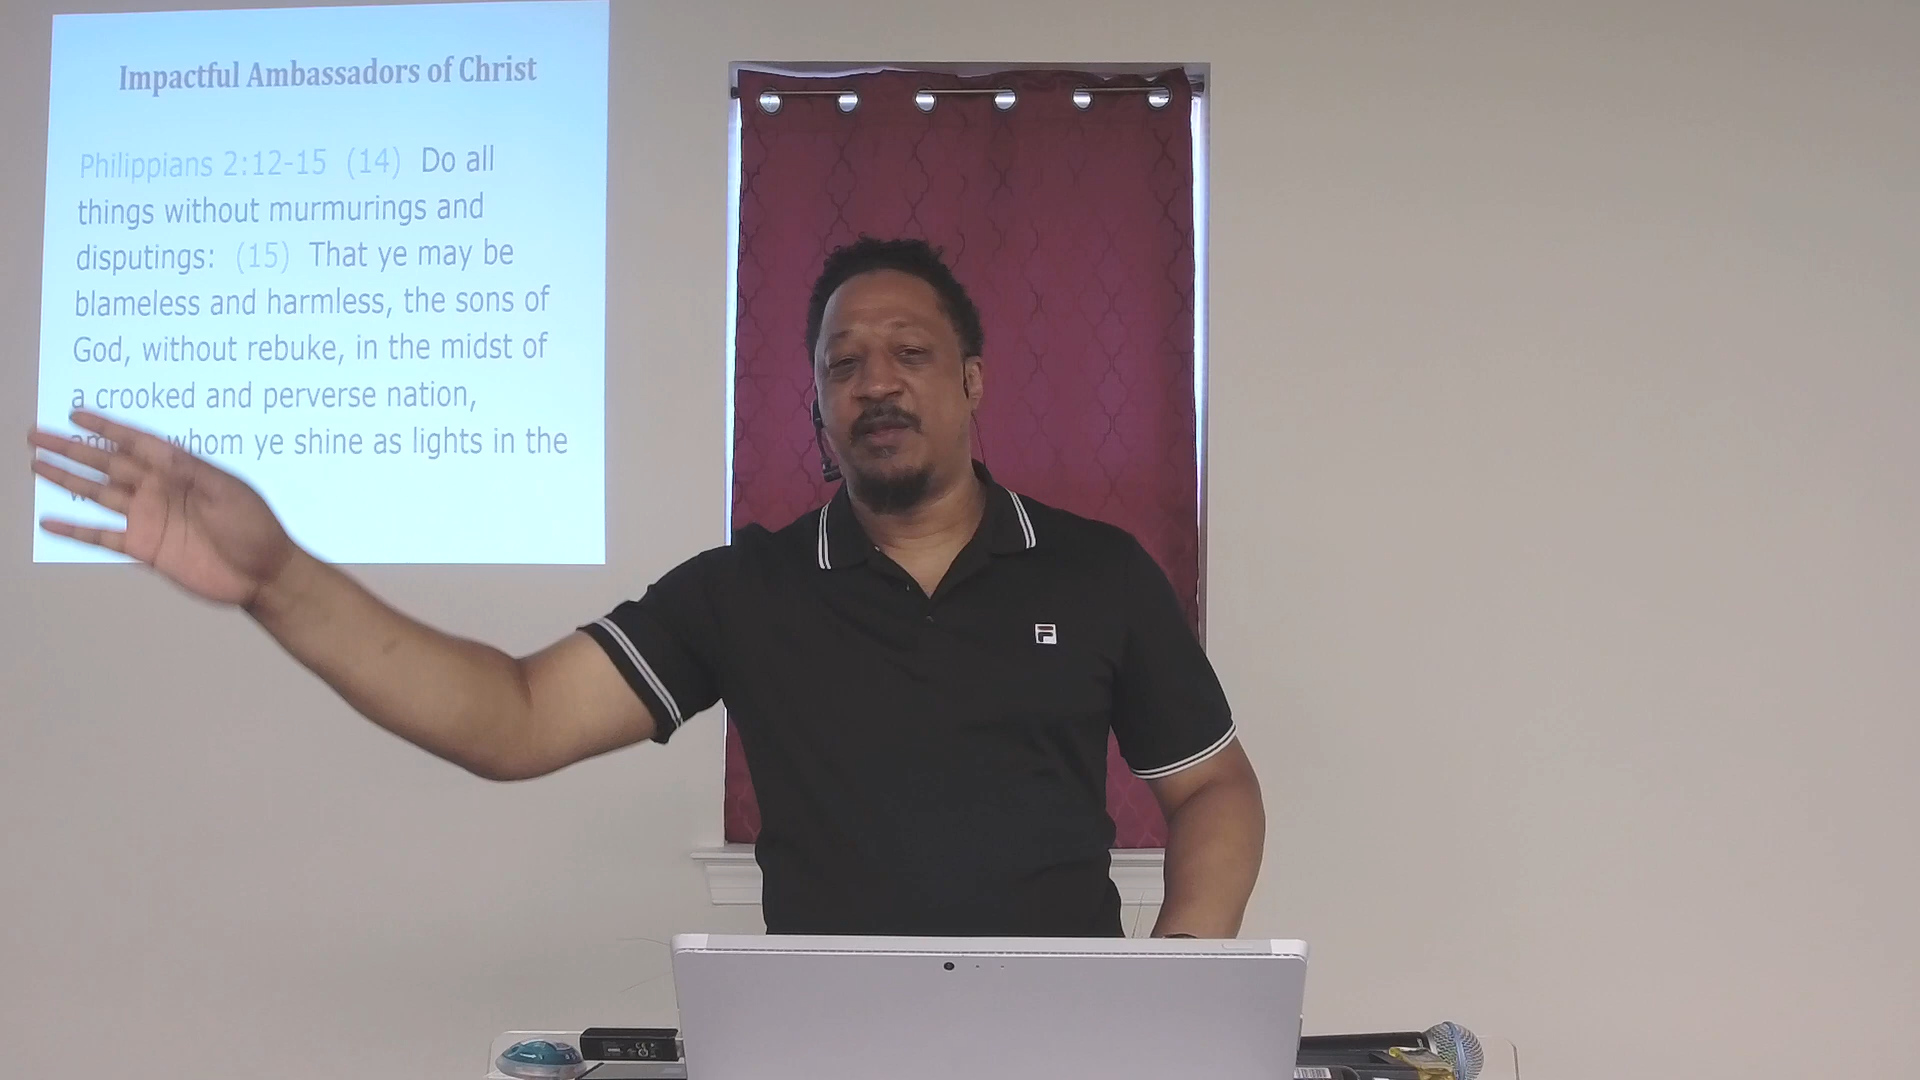 Impactful Ambassadors of Christ
Philippians 2:12-15 (14) Do all
things without murmurings and
disputings: (15) That ye may be
blameless and harmless, the sons of
God, without rebuke, in the midst of
a crooked and perverse nation,
whom ye shine as lights in the